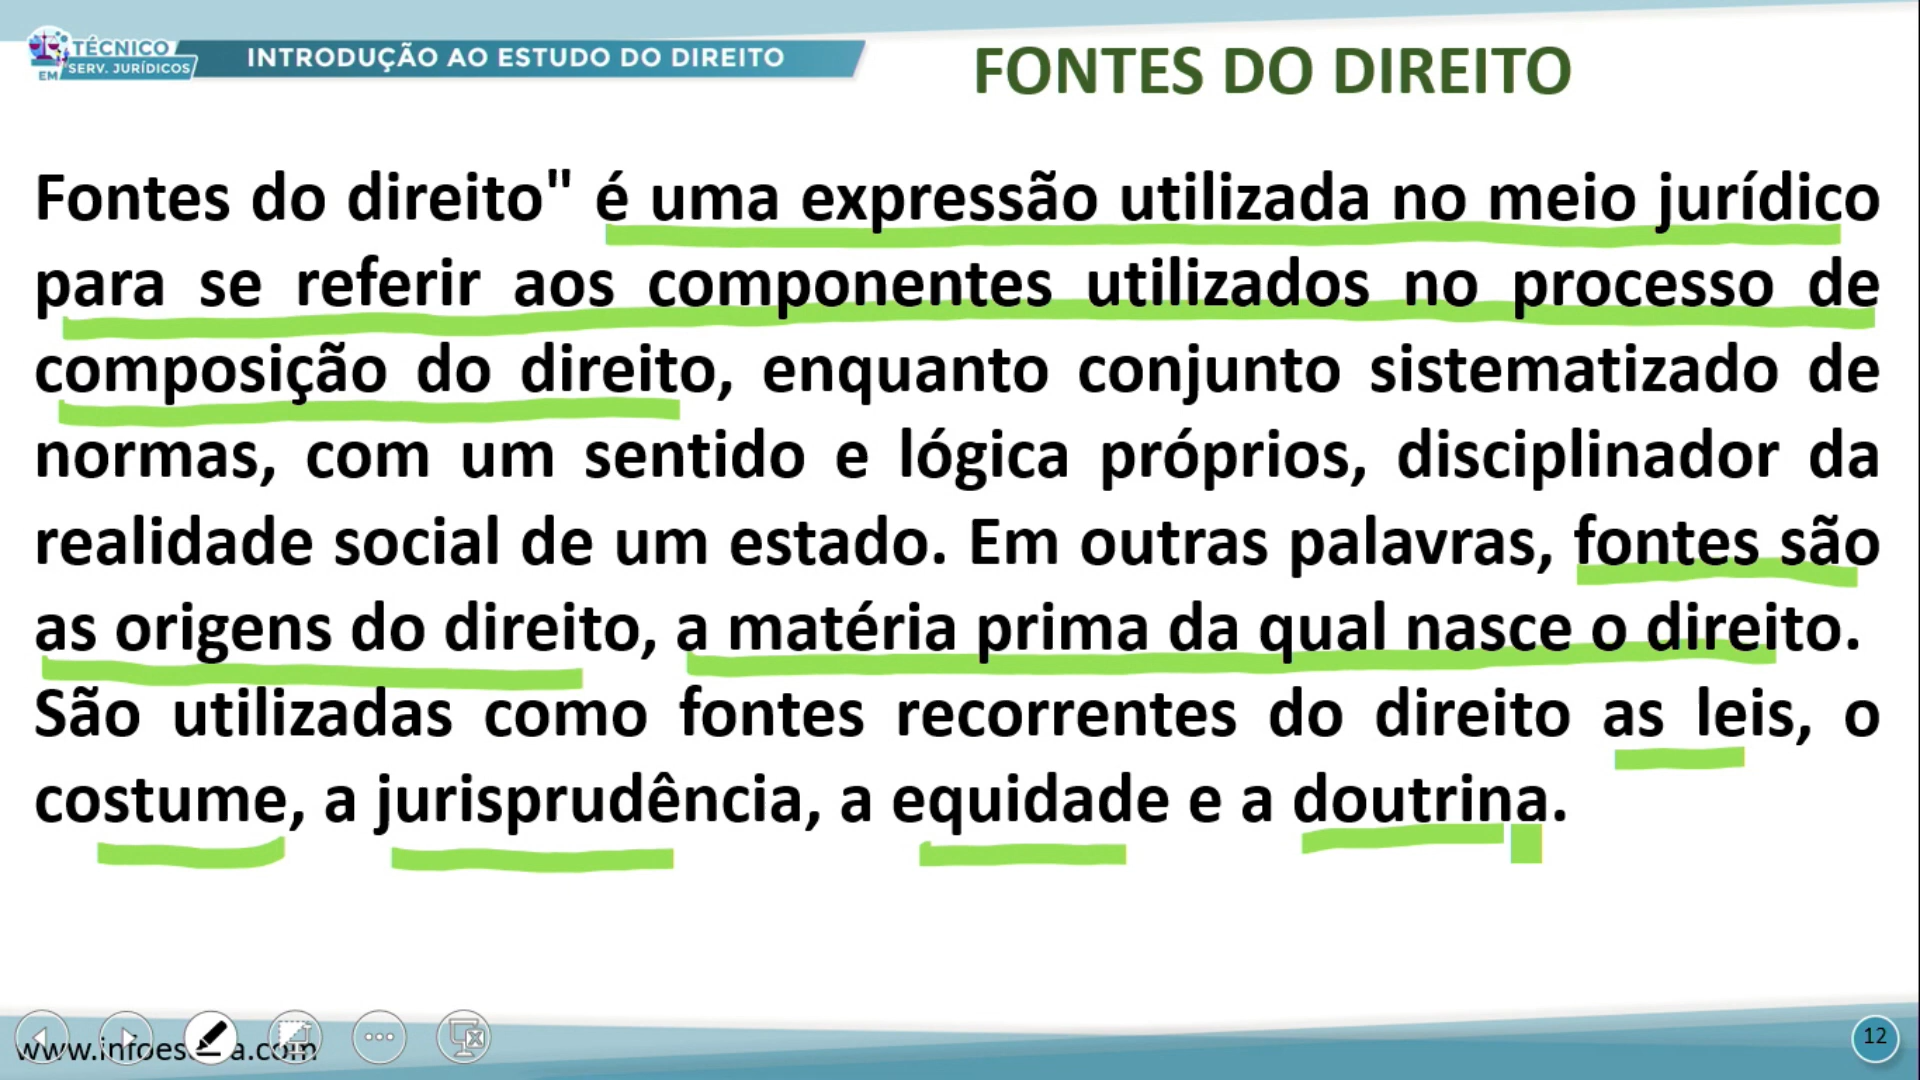 TÉCNICO
EM SERV. JURÍDICOS
INTRODUÇÃO AO ESTUDO DO DIREITO
FONTES DO DIREITO
Fontes do direito" é uma expressão utilizada no meio jurídico
para se referir aos componentes utilizados no processo de
composição do direito, enquanto conjunto sistematizado de
normas, com um sentido e lógica próprios, disciplinador da
realidade social de um estado. Em outras palavras, fontes são
as origens do direito, a matéria prima da qual nasce o direito.
São utilizadas como fontes recorrentes do direito as leis, o
costume, a jurisprudência, a equidade e a doutrina.
12